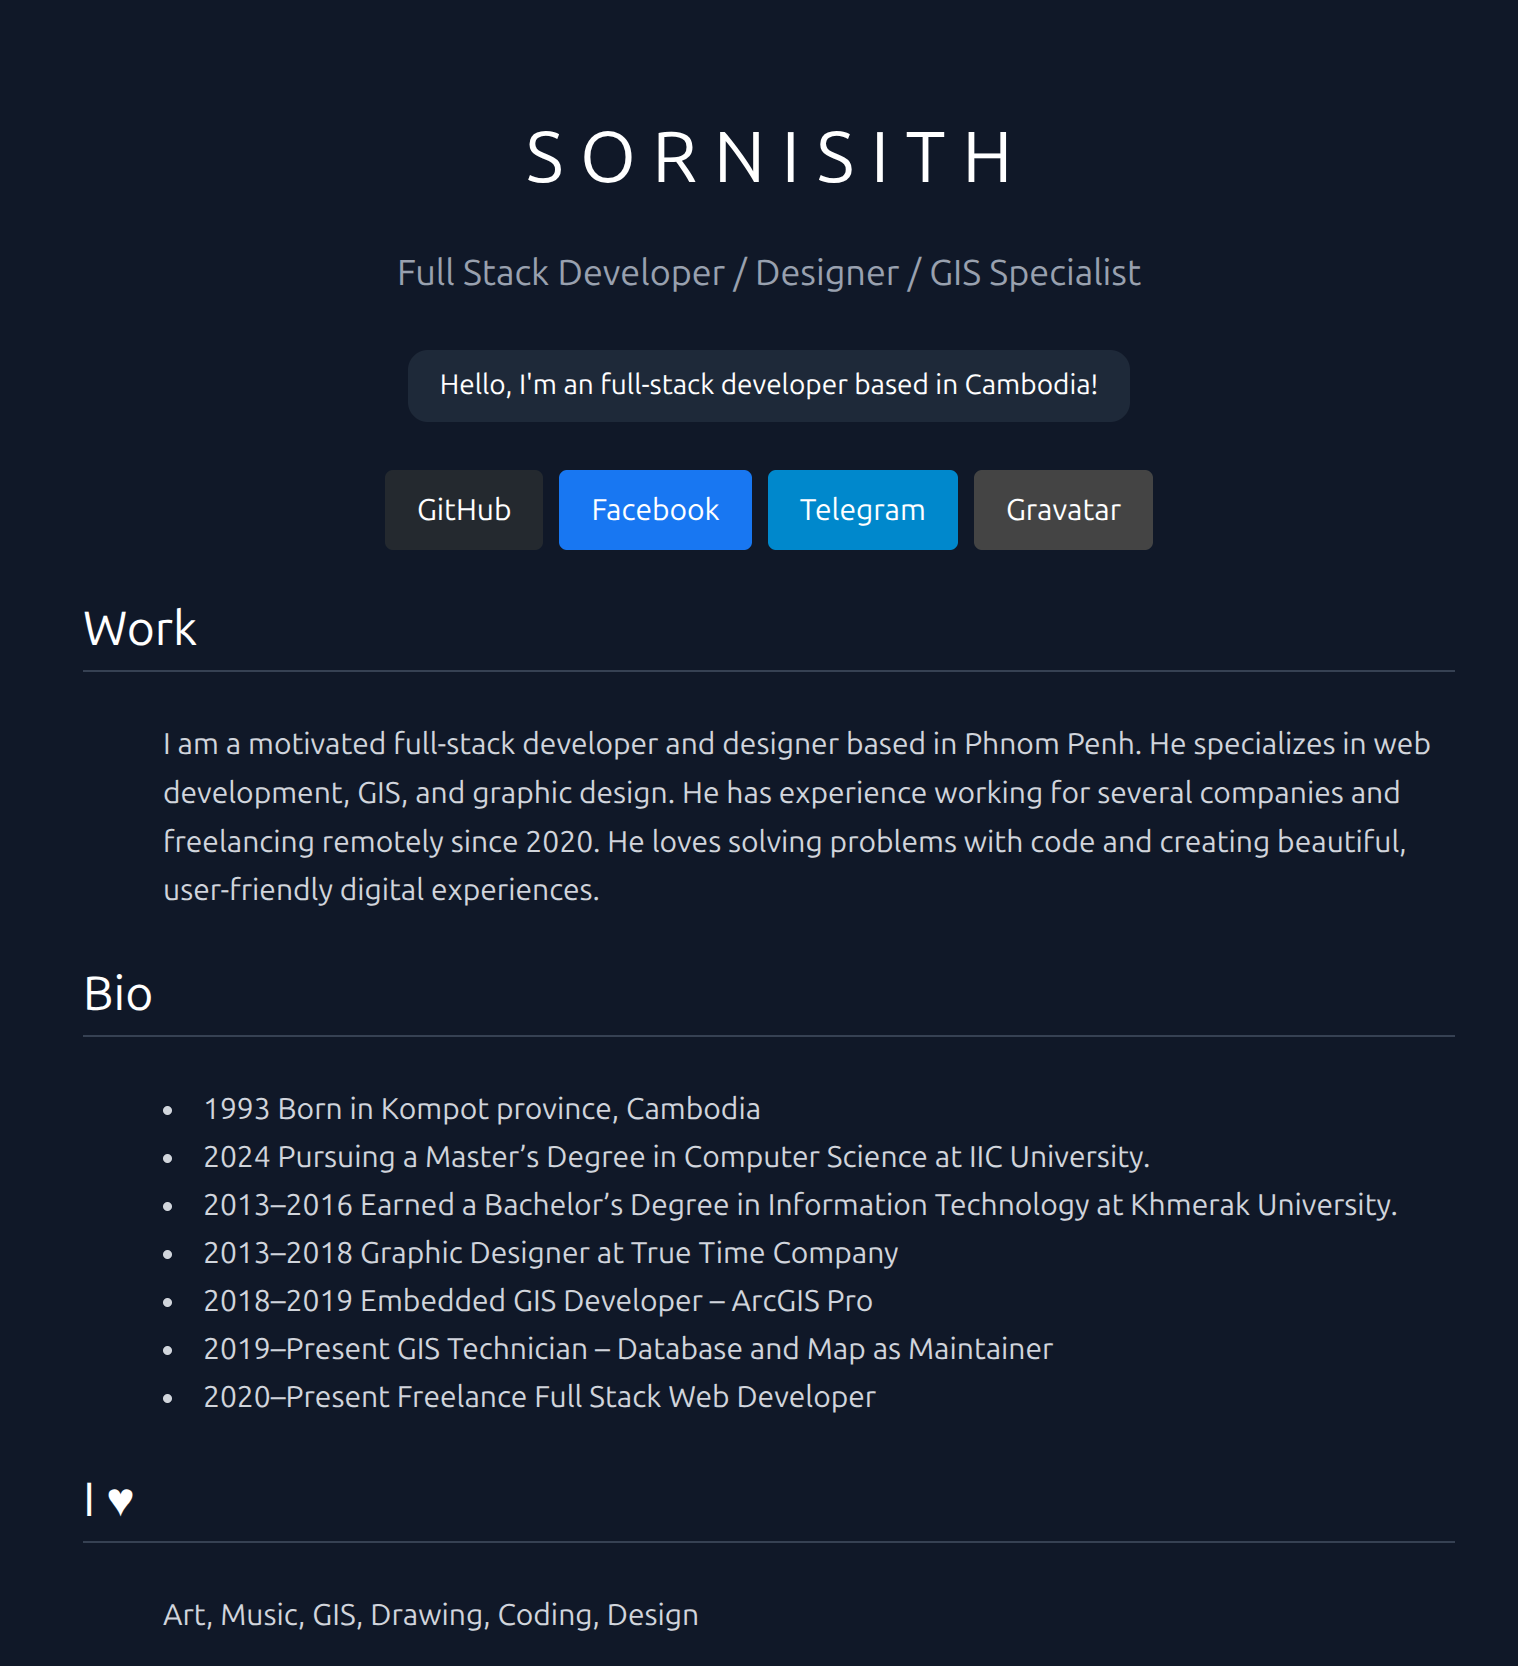 SORNISITH
Full Stack Developer / Designer / GIS Specialist
Hello, I'm an full-stack developer based in Cambodia!
GitHub Facebook Telegram Gravatar
Work
I am a motivated full-stack developer and designer based in Phnom Penh. He specializes in web
development, GIS, and graphic design. He has experience working for several companies and
freelancing remotely since 2020. He loves solving problems with code and creating beautiful,
user-friendly digital experiences.
Bio
• 1993 Born in Kompot province, Cambodia
• 2024 Pursuing a Master’s Degree in Computer Science at IIC University.
• 2013–2016 Earned a Bachelor’s Degree in Information Technology at Khmerak University.
• 2013–2018 Graphic Designer at True Time Company
• 2018–2019 Embedded GIS Developer – ArcGIS Pro
• 2019–Present GIS Technician – Database and Map as Maintainer
• 2020–Present Freelance Full Stack Web Developer
I ♥
Art, Music, GIS, Drawing, Coding, Design